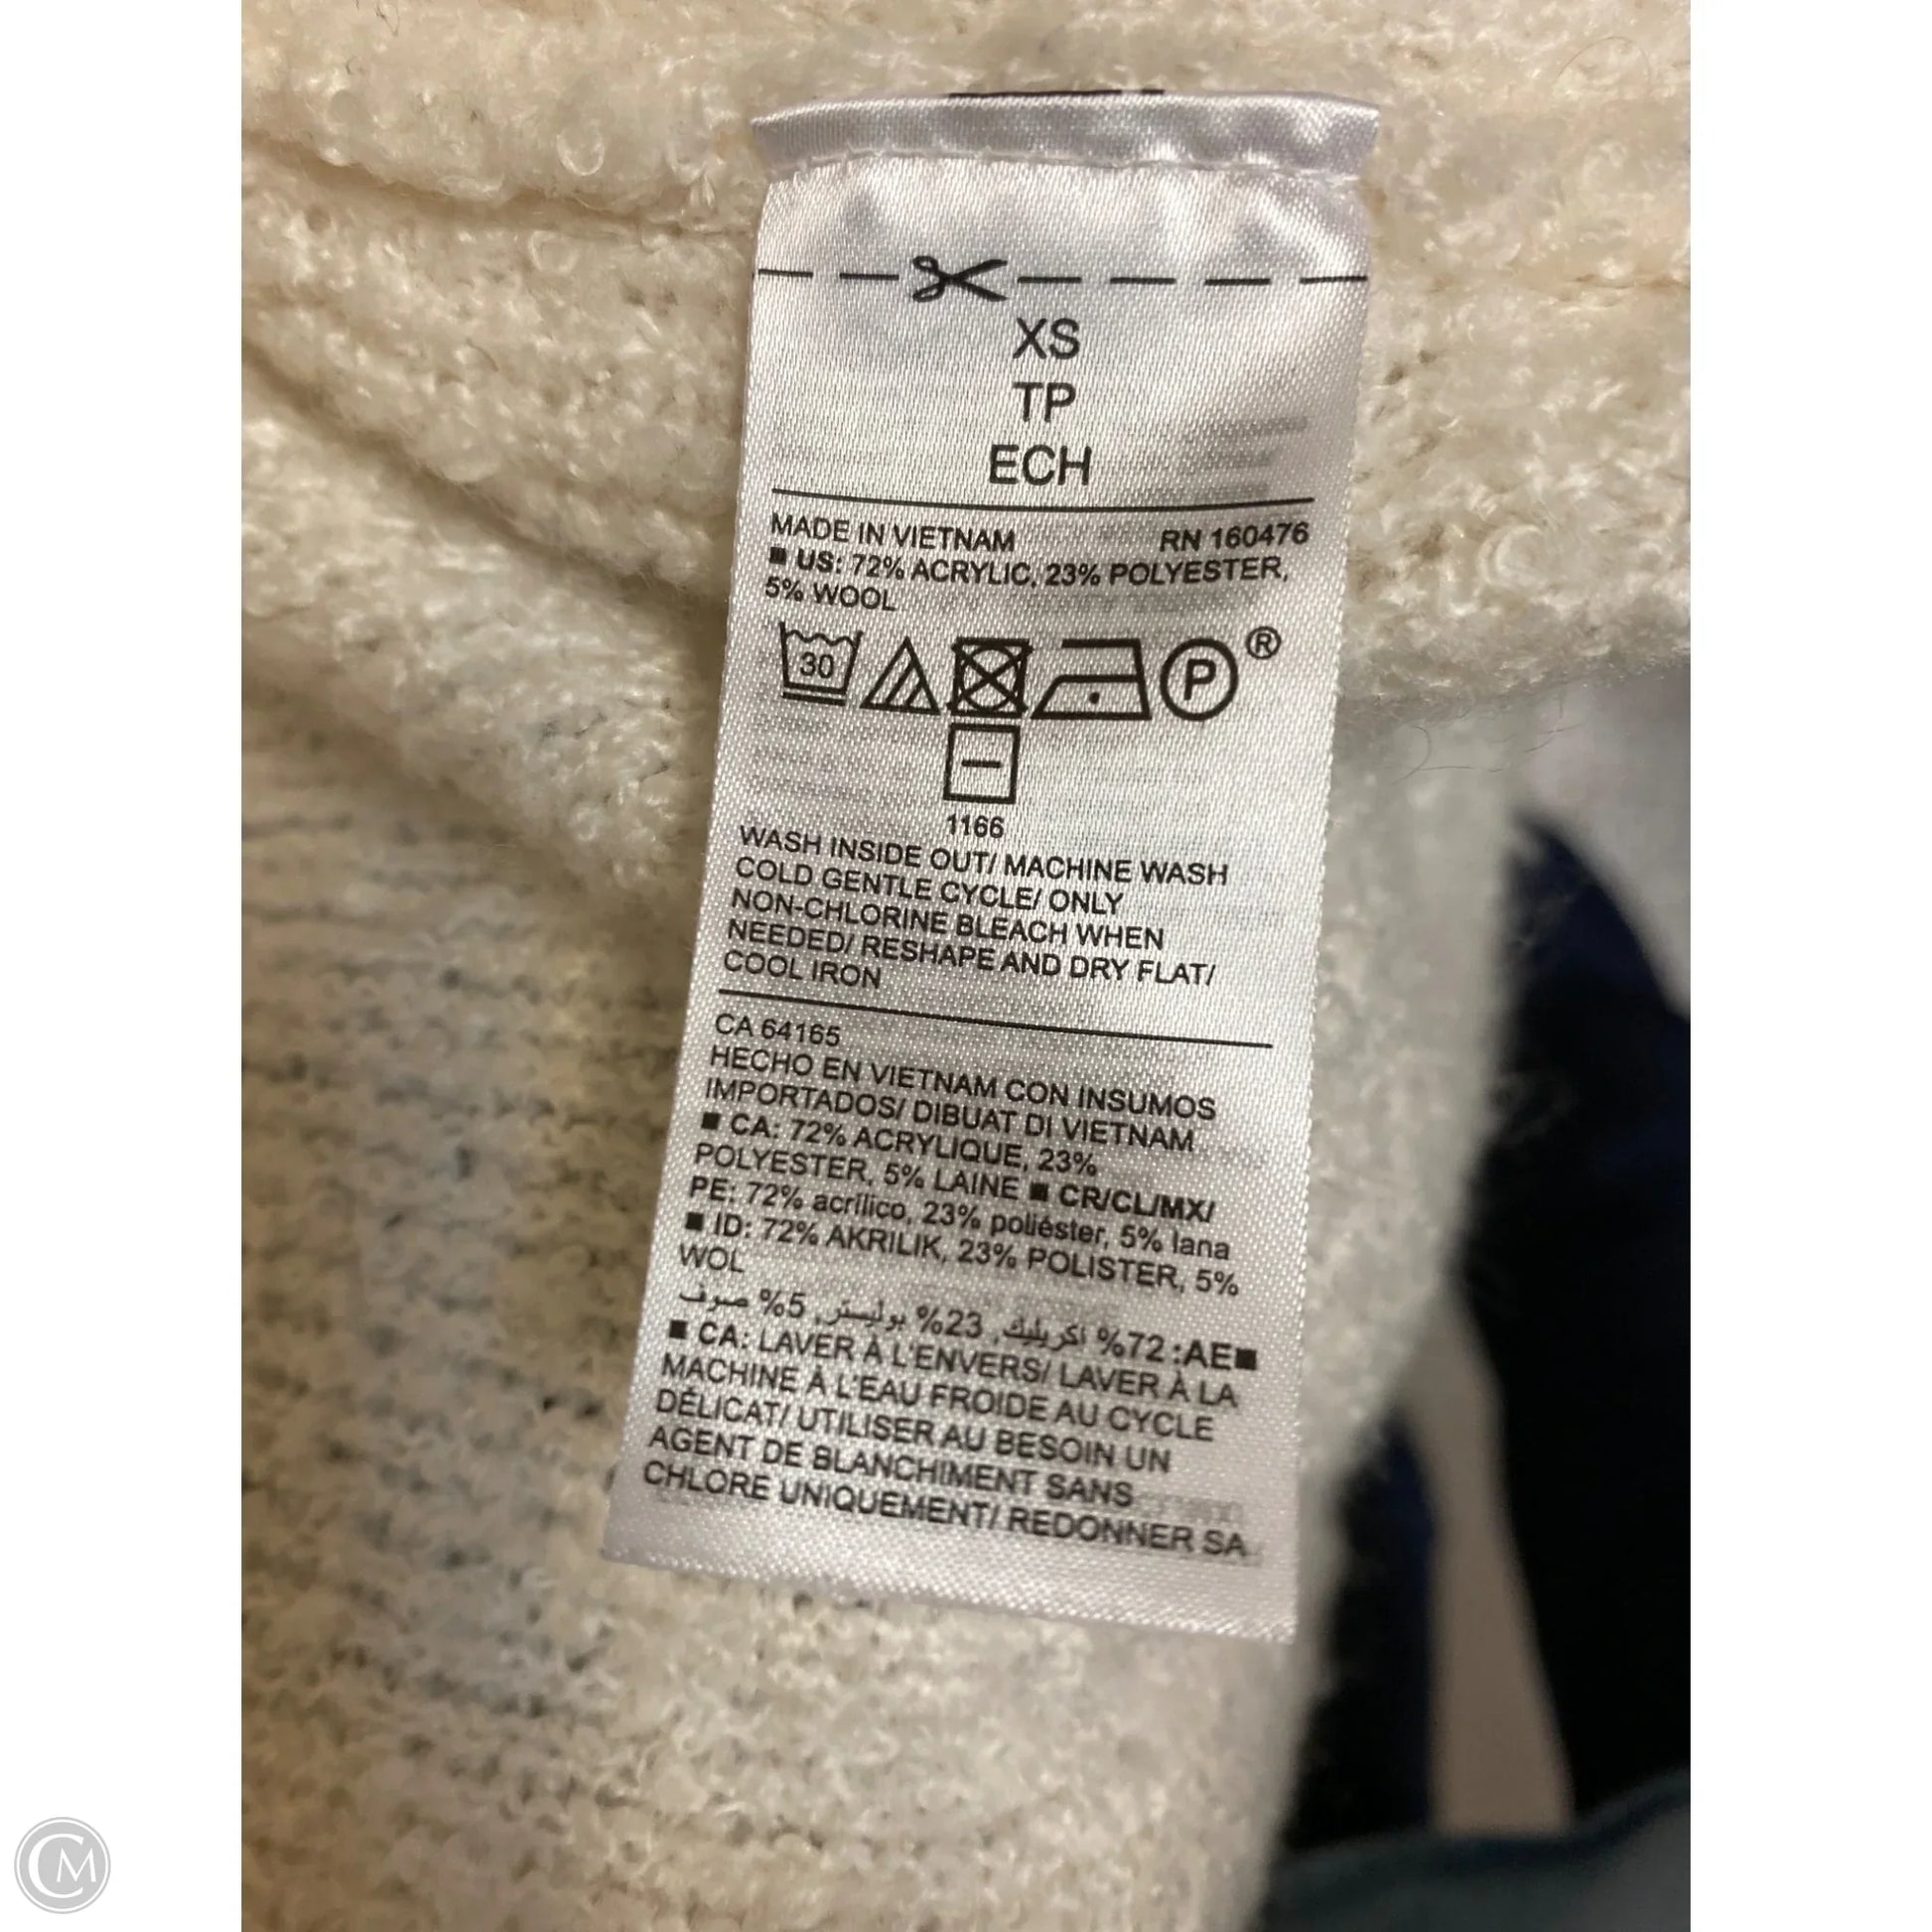 XS
TP
ECH
MADE IN VIETNAM RN 160476
■ US: 72% ACRYLIC, 23% POLYESTER,
5% WOOL
30 P ®
1166
WASH INSIDE OUT/ MACHINE WASH
COLD GENTLE CYCLE/ ONLY
NON-CHLORINE BLEACH WHEN
NEEDED/ RESHAPE AND DRY FLAT/
COOL IRON
CA 64165
HECHO EN VIETNAM CON INSUMOS
IMPORTADOS/ DIBUAT DI VIETNAM
■ CA: 72% ACRYLIQUE, 23%
POLYESTER, 5% LAINE ■ CR/CL/MX/
PE: 72% acrílico, 23% poliéster, 5% lana
■ ID: 72% AKRILIK, 23% POLISTER, 5%
WOL
■AE: 72% اكريليك, 23% بوليستر, 5% صوف
■ CA: LAVER À L'ENVERS/ LAVER À LA
MACHINE À L'EAU FROIDE AU CYCLE
DÉLICAT/ UTILISER AU BESOIN UN
AGENT DE BLANCHIMENT SANS
CHLORE UNIQUEMENT/ REDONNER SA
CM